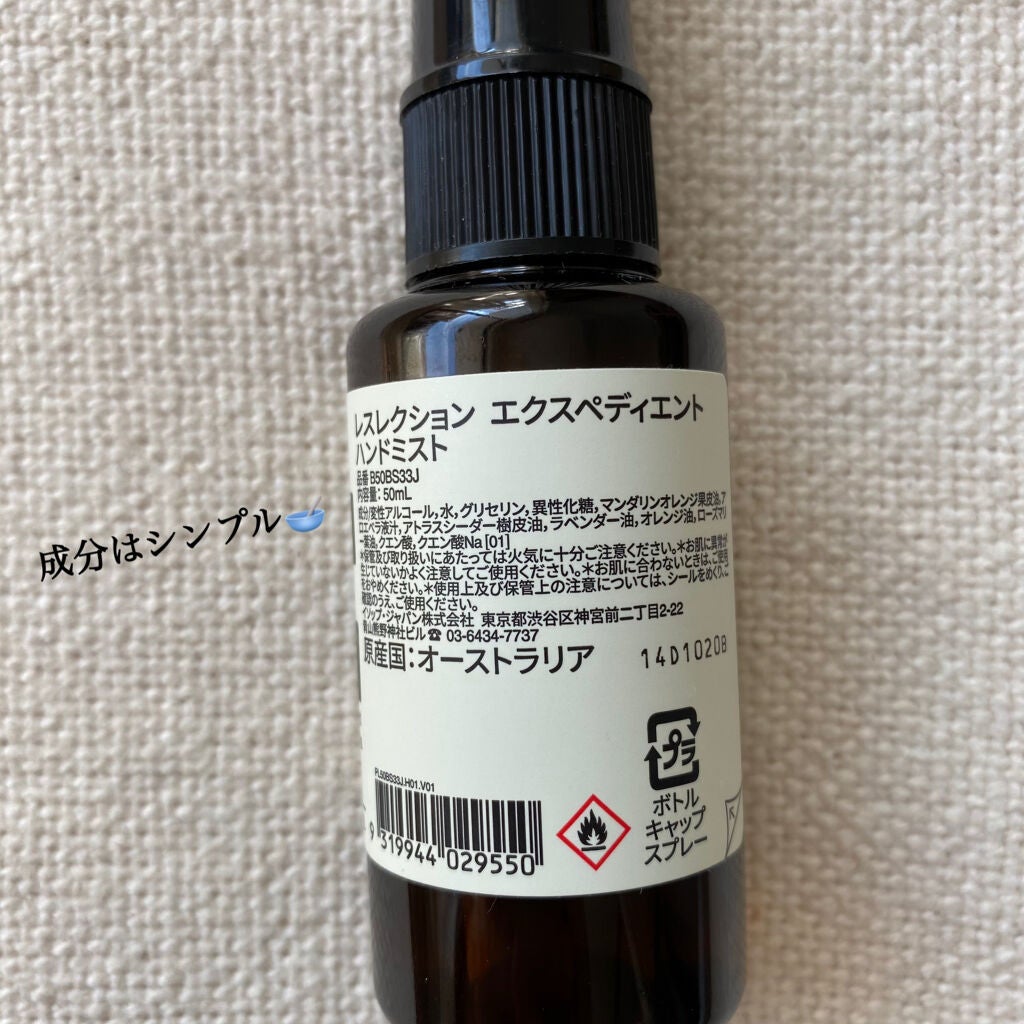 レスレクション エクスペディエント
ハンドミスト
品番 B50BS33J
内容量：50mL
成分/変性アルコール,水,グリセリン,異性化糖,マンダリンオレンジ果皮油,ア
ロエベラ液汁,アトラスシーダー樹皮油,ラベンダー油,オレンジ油,ローズマリ
ー葉油,クエン酸,クエン酸Na [01]
*保管及び取り扱いにあたっては火気に十分ご注意ください。*お肌に異常が
生じていないかよく注意してご使用ください。*お肌に合わないときは、ご使用
をおやめください。*使用上及び保管上の注意については、シールをめくり、ご
確認のうえ、ご使用ください。
イソップ・ジャパン株式会社 東京都渋谷区神宮前二丁目2-22
青山熊野神社ビル ☎ 03-6434-7737
原産国：オーストラリア
14D1020B
成分はシンプル
プラ
ボトル
キャップ
スプレー
PL50BS33J.H01.V01
9 319944 029550